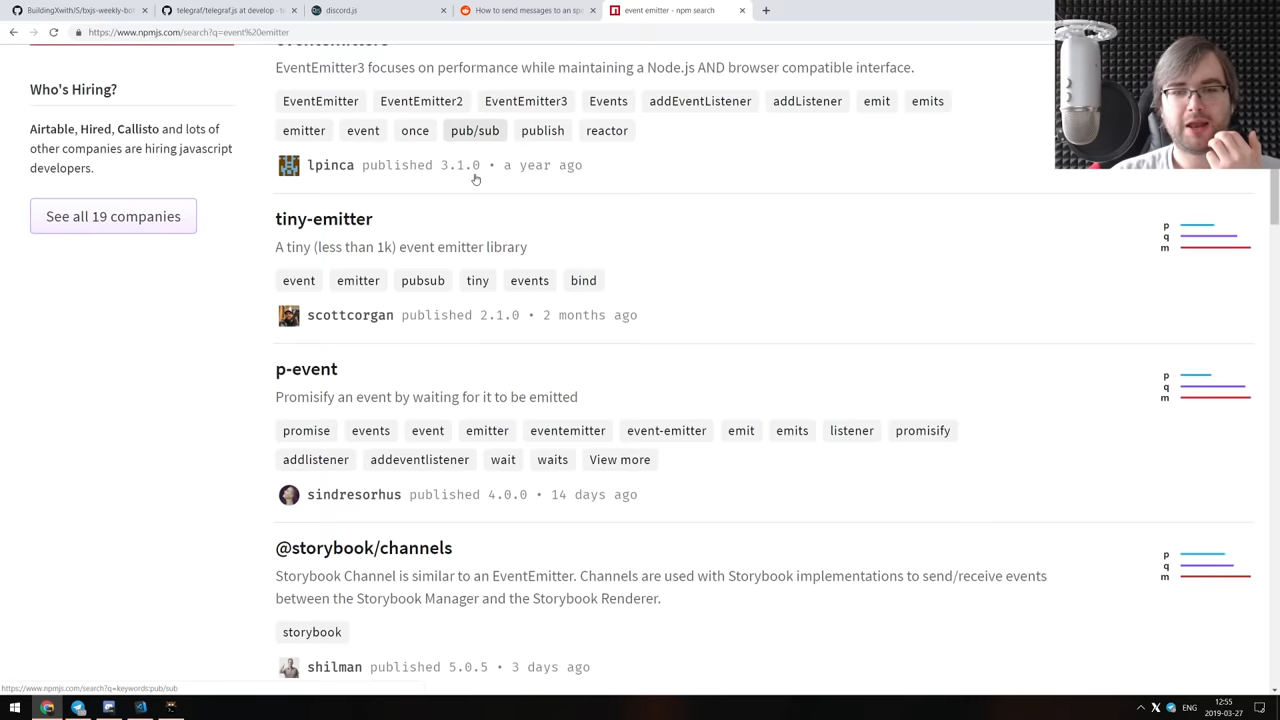 BuildingXwithJS/bxjs-weekly-bot
telegraf/telegraf.js at develop
discord.js
How to send messages to an spe
event emitter - npm search
https://www.npmjs.com/search?q=event%20emitter
EventEmitter3 focuses on performance while maintaining a Node.js AND browser compatible interface.
EventEmitter EventEmitter2 EventEmitter3 Events addEventListener addListener emit emits
emitter event once pub/sub publish reactor
lpinca published 3.1.0 • a year ago
Who's Hiring?
Airtable, Hired, Callisto and lots of
other companies are hiring javascript
developers.
See all 19 companies
tiny-emitter
A tiny (less than 1k) event emitter library
event emitter pubsub tiny events bind
scottcorgan published 2.1.0 • 2 months ago
p
q
m
p-event
Promisify an event by waiting for it to be emitted
promise events event emitter eventemitter event-emitter emit emits listener promisify
addlistener addeventlistener wait waits View more
sindresorhus published 4.0.0 • 14 days ago
p
q
m
@storybook/channels
Storybook Channel is similar to an EventEmitter. Channels are used with Storybook implementations to send/receive events
between the Storybook Manager and the Storybook Renderer.
storybook
shilman published 5.0.5 • 3 days ago
p
q
m
https://www.npmjs.com/search?q=keywords:pub/sub
ENG
12:55
2019-03-27